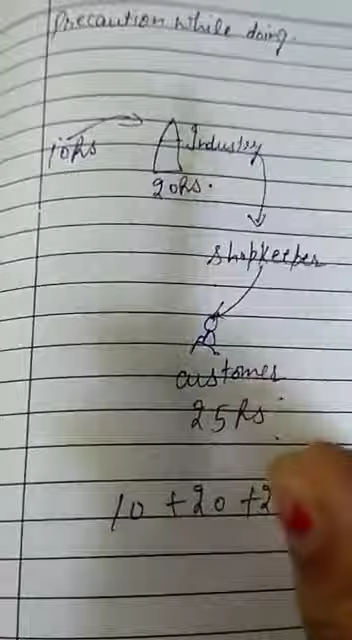 Precaution while doing.
10Rs Industry
20Rs.
shopkeeper
customer
25Rs
10 + 20 + 2